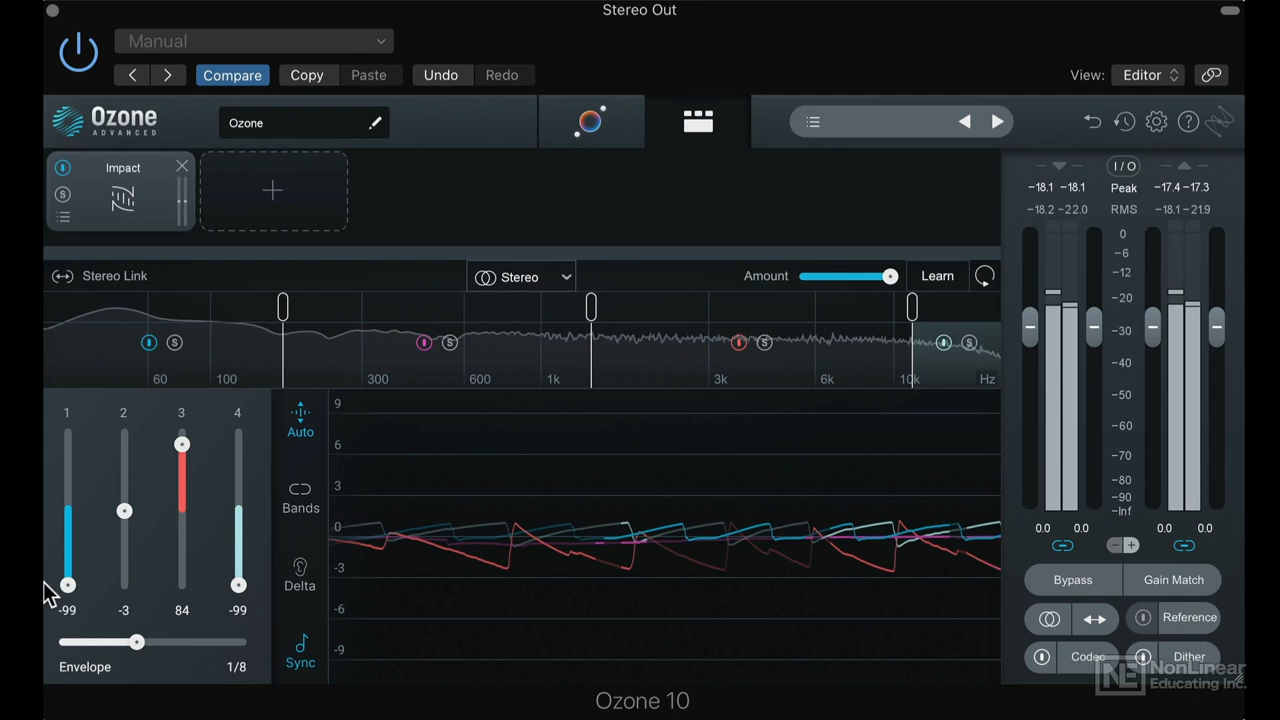 Stereo Out
Manual
Compare Copy Paste Undo Redo View: Editor
Ozone
ADVANCED
Ozone
?
Impact
S
I/O
-18.1 -18.1 Peak -17.4 -17.3
-18.2 -22.0 RMS -18.1 -21.9
Stereo Link Stereo Amount Learn
S S S S
60 100 300 600 1k 3k 6k 10k Hz
1 2 3 4
-99 -3 84 -99
Envelope 1/8
Auto
Bands
Delta
Sync
9
6
3
0
-3
-6
-9
0
-6
-12
-20
-30
-40
-50
-60
-70
-80
-90
-Inf
0.0 0.0 0.0 0.0
- +
Bypass Gain Match
Reference
Codec Dither
NE NonLinear
Educating Inc.
Ozone 10